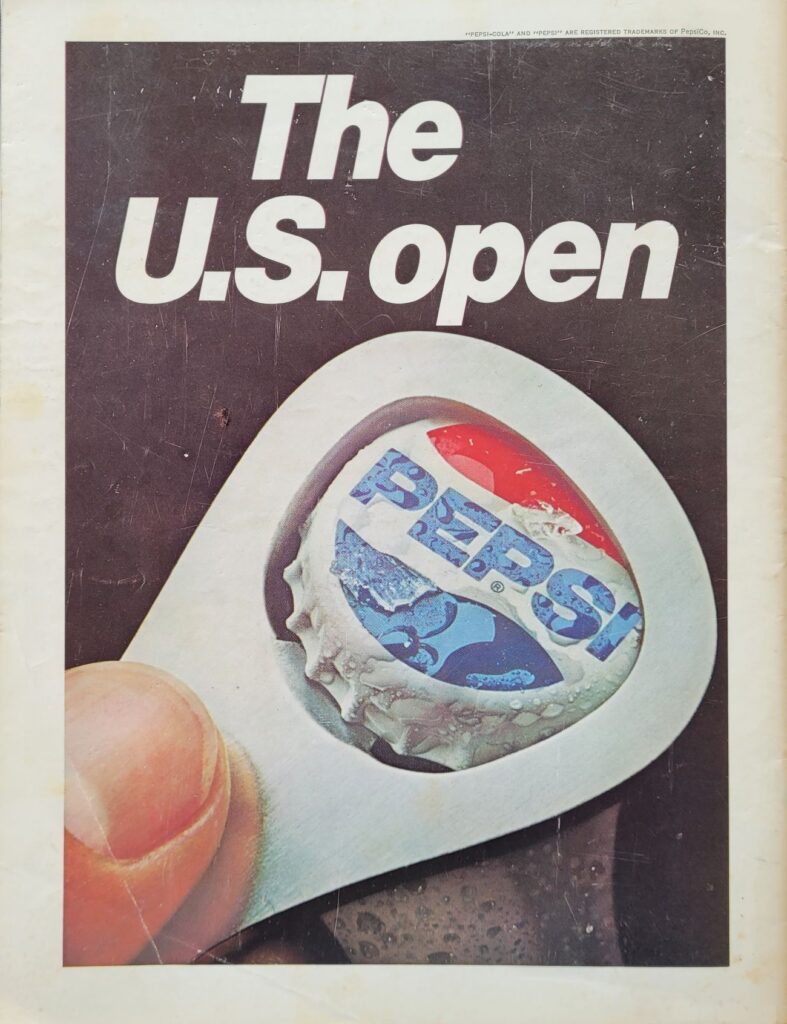 "PEPSI-COLA" AND "PEPSI" ARE REGISTERED TRADEMARKS OF PepsiCo, INC.
The
U.S. open
PEPSI
®